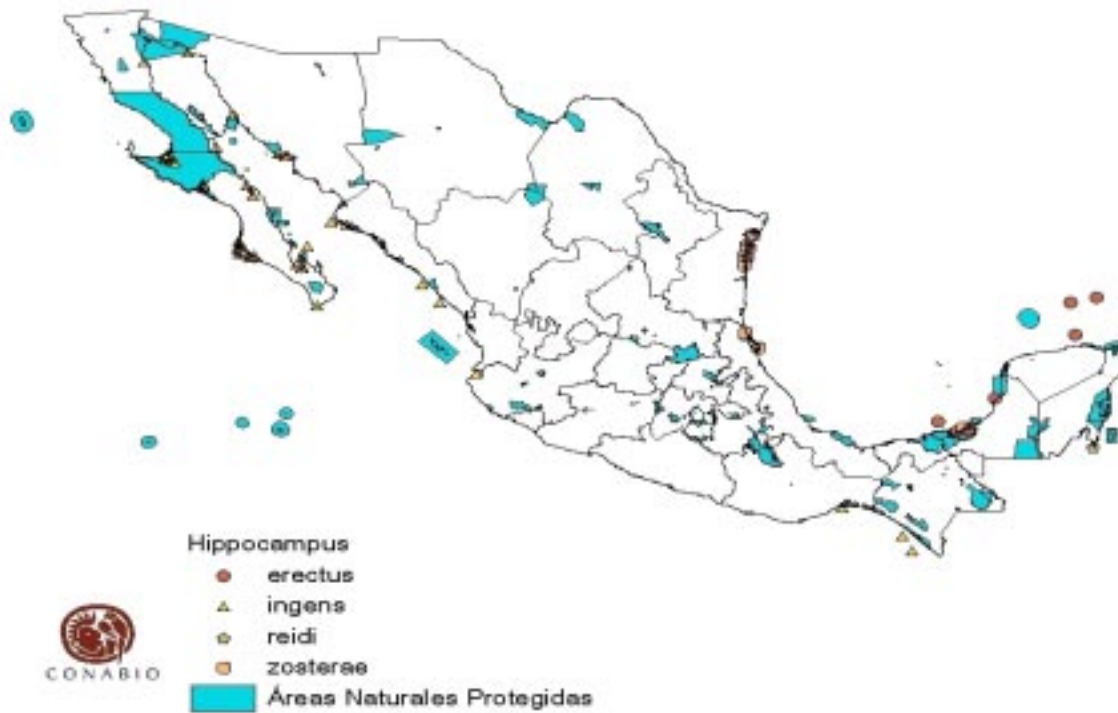 Hippocampus
erectus
ingens
reidi
zosterae
Áreas Naturales Protegidas
CONABIO